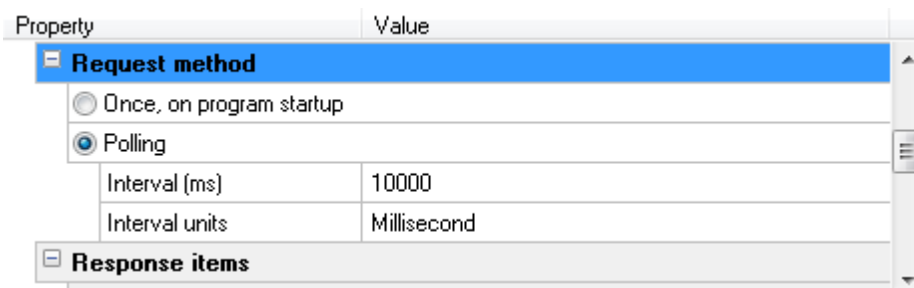 Property Value
Request method
Once, on program startup
Polling
Interval (ms) 10000
Interval units Millisecond
Response items